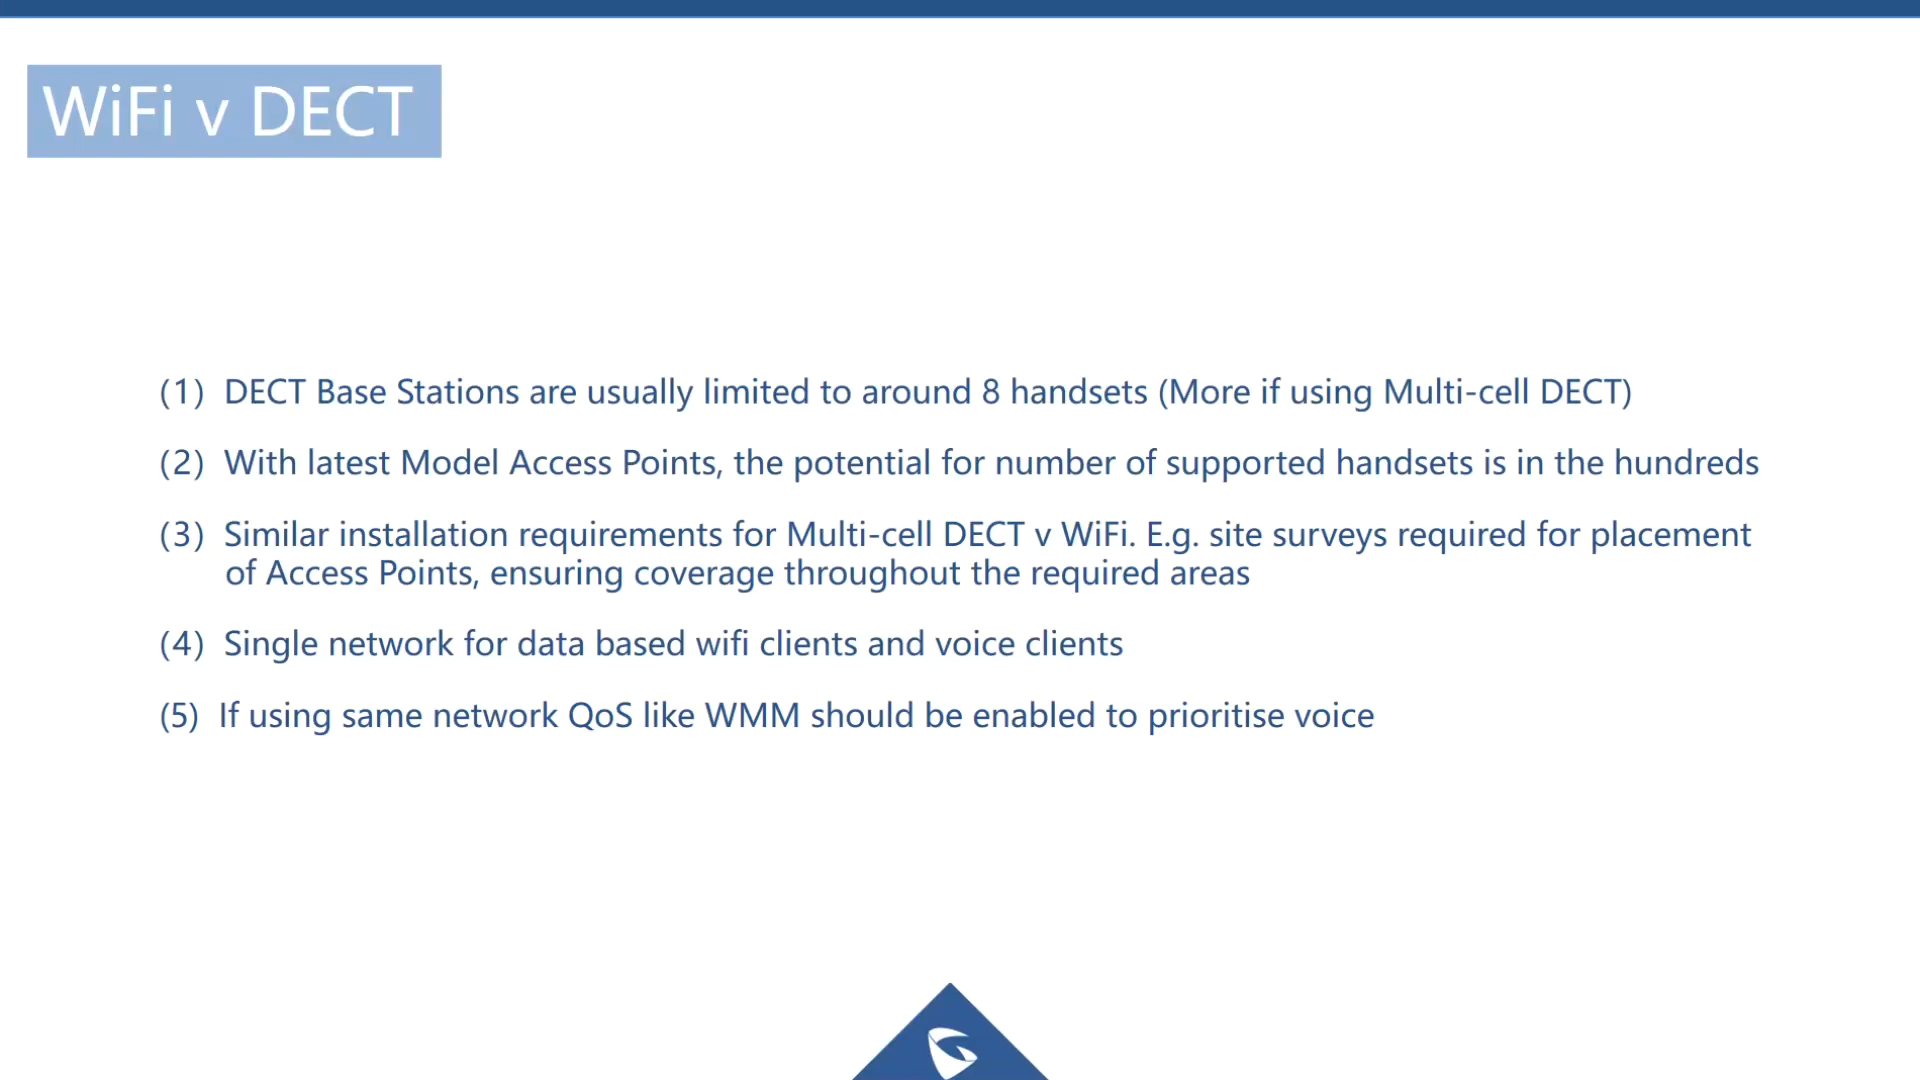 WiFi v DECT
(1) DECT Base Stations are usually limited to around 8 handsets (More if using Multi-cell DECT)
(2) With latest Model Access Points, the potential for number of supported handsets is in the hundreds
(3) Similar installation requirements for Multi-cell DECT v WiFi. E.g. site surveys required for placement
of Access Points, ensuring coverage throughout the required areas
(4) Single network for data based wifi clients and voice clients
(5) If using same network QoS like WMM should be enabled to prioritise voice